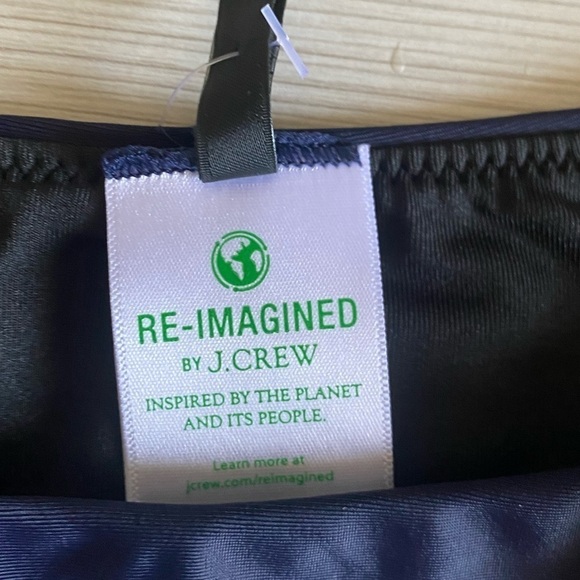 RE-IMAGINED
BY J.CREW
INSPIRED BY THE PLANET
AND ITS PEOPLE.
Learn more at
jcrew.com/reimagined